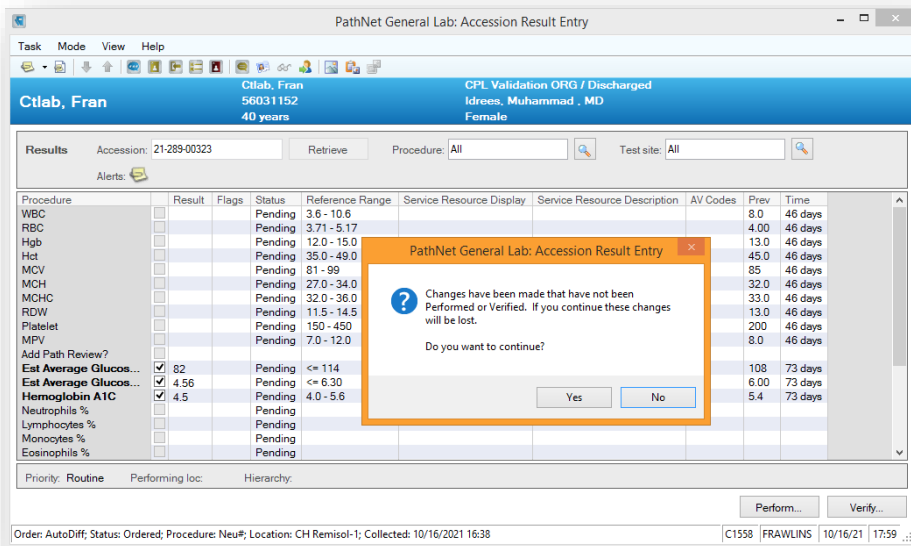 PathNet General Lab: Accession Result Entry
Task Mode View Help
Ctlab, Fran
Ctlab, Fran
56031152
40 years
CPL Validation ORG / Discharged
Idrees, Muhammad , MD
Female
Results Accession: 21-289-00323 Retrieve Procedure: All Test site: All
Alerts:
Procedure Result Flags Status Reference Range Service Resource Display Service Resource Description AV Codes Prev Time
WBC Pending 3.6 - 10.6 8.0 46 days
RBC Pending 3.71 - 5.17 4.00 46 days
Hgb Pending 12.0 - 15.0 13.0 46 days
Hct Pending 35.0 - 49.0 45.0 46 days
MCV Pending 81 - 99 85 46 days
MCH Pending 27.0 - 34.0 32.0 46 days
MCHC Pending 32.0 - 36.0 33.0 46 days
RDW Pending 11.5 - 14.5 13.0 46 days
Platelet Pending 150 - 450 200 46 days
MPV Pending 7.0 - 12.0 8.0 46 days
Add Path Review?
Est Average Glucos... 82 Pending <= 114 108 73 days
Est Average Glucos... 4.56 Pending <= 6.30 6.00 73 days
Hemoglobin A1C 4.5 Pending 4.0 - 5.6 5.4 73 days
Neutrophils % Pending
Lymphocytes % Pending
Monocytes % Pending
Eosinophils % Pending
PathNet General Lab: Accession Result Entry
Changes have been made that have not been
Performed or Verified. If you continue these changes
will be lost.
Do you want to continue?
Yes No
Priority: Routine Performing loc: Hierarchy:
Perform... Verify...
Order: AutoDiff; Status: Ordered; Procedure: Neu#; Location: CH Remisol-1; Collected: 10/16/2021 16:38 C1558 FRAWLINS 10/16/21 17:59